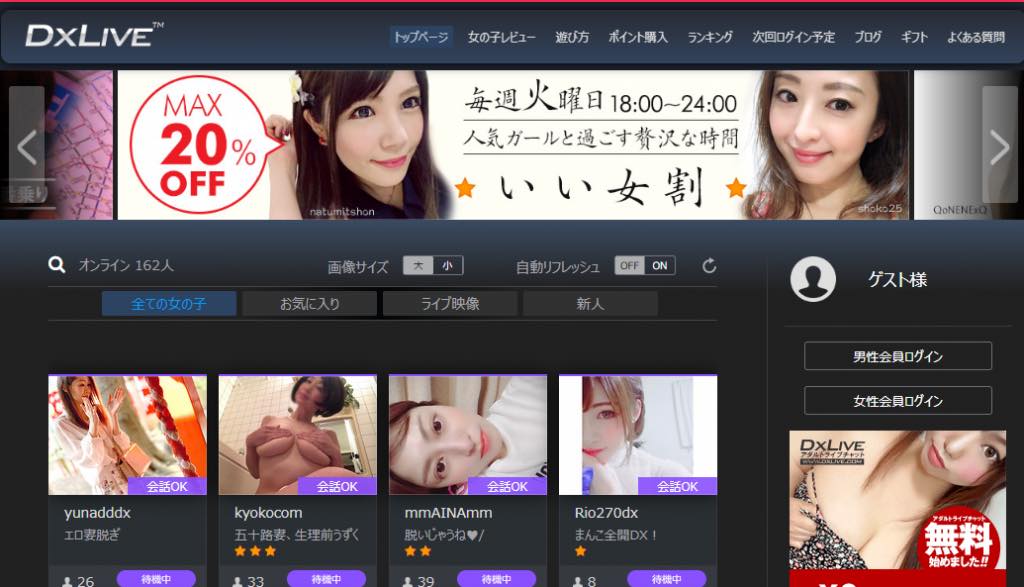 DXLIVE™
トップページ 女の子レビュー 遊び方 ポイント購入 ランキング 次回ログイン予定 ブログ ギフト よくある質問
MAX
20%
OFF
毎週火曜日18:00〜24:00
人気ガールと過ごす贅沢な時間
いい女割
natumitshon
shoko25
QoNENExQ
乗り
オンライン 162人
画像サイズ 大 小
自動リフレッシュ OFF ON
ゲスト様
全ての女の子 お気に入り ライブ映像 新人
男性会員ログイン
女性会員ログイン
会話OK 会話OK 会話OK 会話OK
yunadddx kyokocom mmAINAmm Rio270dx
エロ妻脱ぎ 五十路妻、生理前うずく 脱いじゃうね♥/ まんこ全開DX!
26 待機中 33 待機中 39 待機中 8 待機中
DXLIVE
アダルトライブチャット
WWW.DXLIVE.COM
アダルトライブチャット
無料
始めました!!